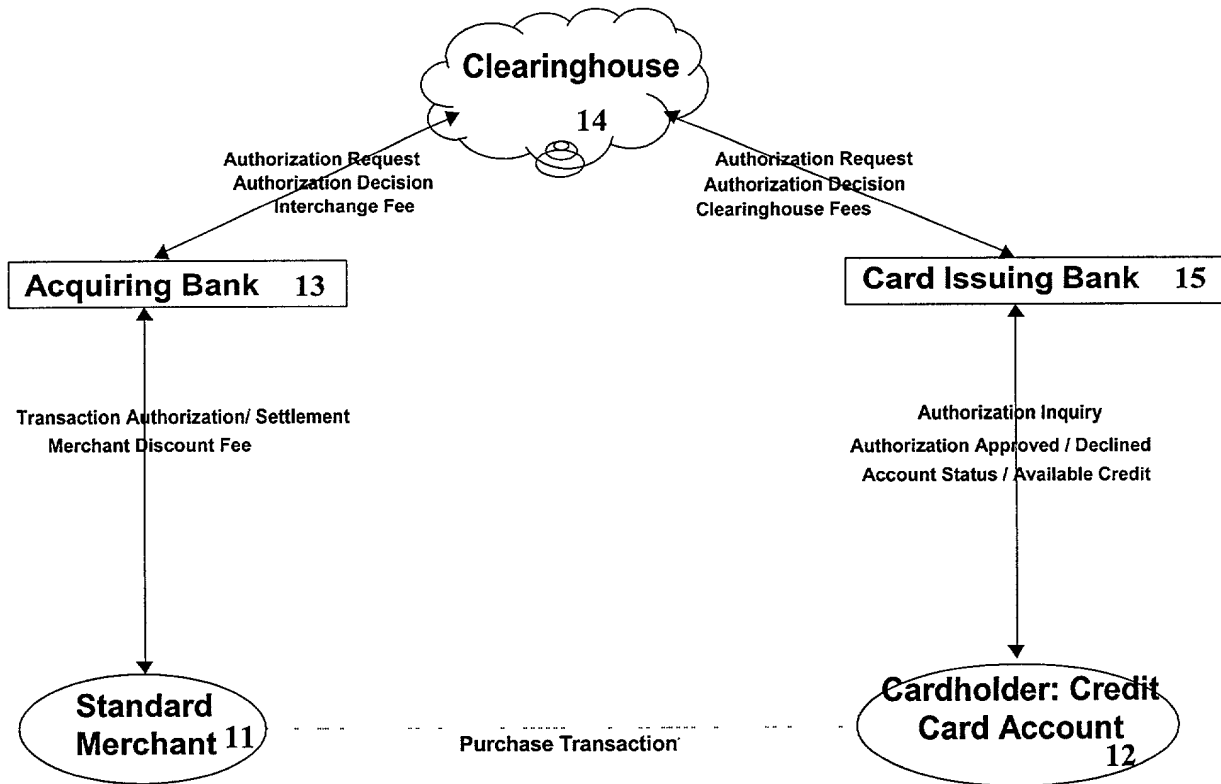 Clearinghouse
14
Authorization Request
Authorization Decision
Interchange Fee
Authorization Request
Authorization Decision
Clearinghouse Fees
Acquiring Bank 13
Card Issuing Bank 15
Transaction Authorization/ Settlement
Merchant Discount Fee
Authorization Inquiry
Authorization Approved / Declined
Account Status / Available Credit
Standard
Merchant 11
Purchase Transaction
Cardholder: Credit
Card Account
12